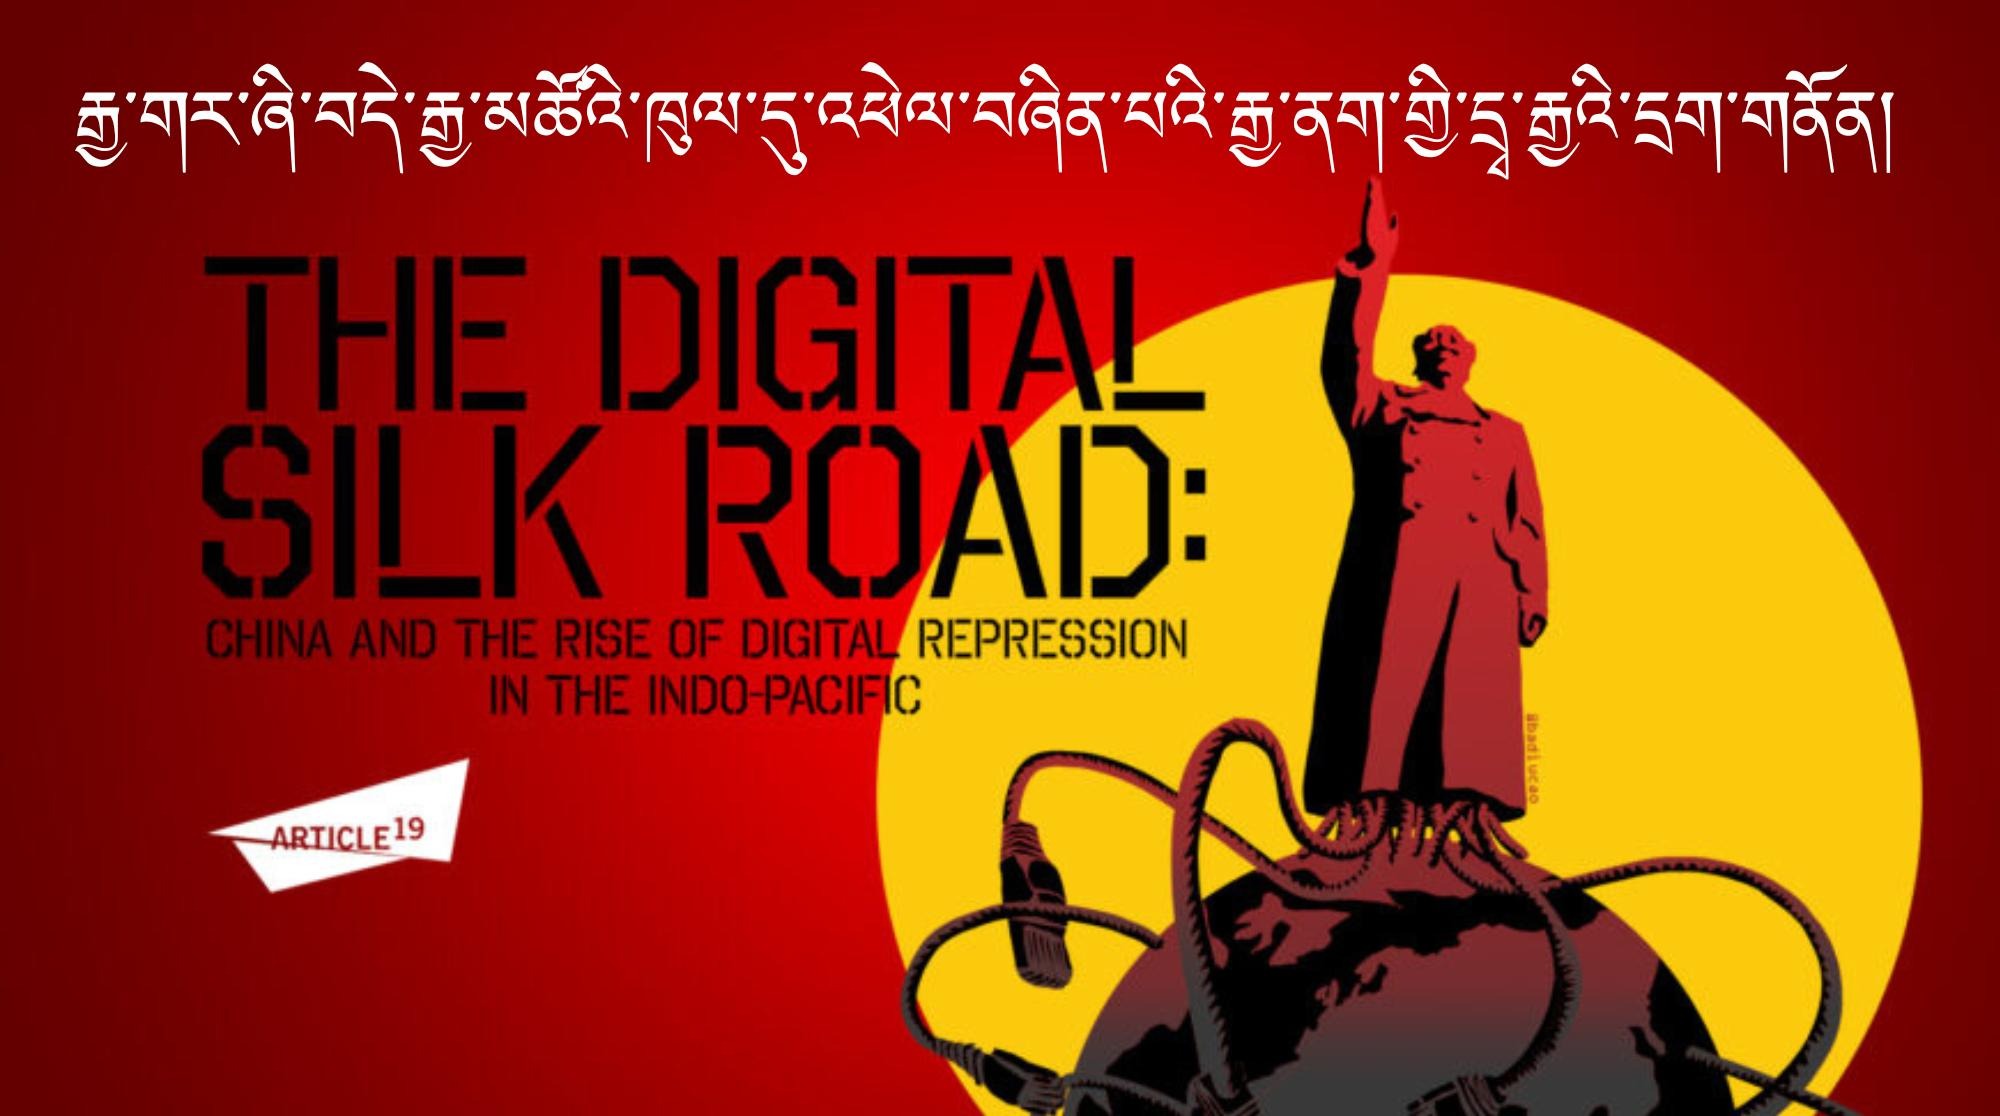 རྒྱ་གར་ཞི་བདེ་རྒྱ་མཚོའི་ཁུལ་དུ་འཕེལ་བཞིན་པའི་རྒྱ་ནག་གྱི་དྲྭ་རྒྱའི་དྲག་གནོན།
THE DIGITAL
SILK ROAD:
CHINA AND THE RISE OF DIGITAL REPRESSION
IN THE INDO-PACIFIC
ARTICLE 19
@badiucao